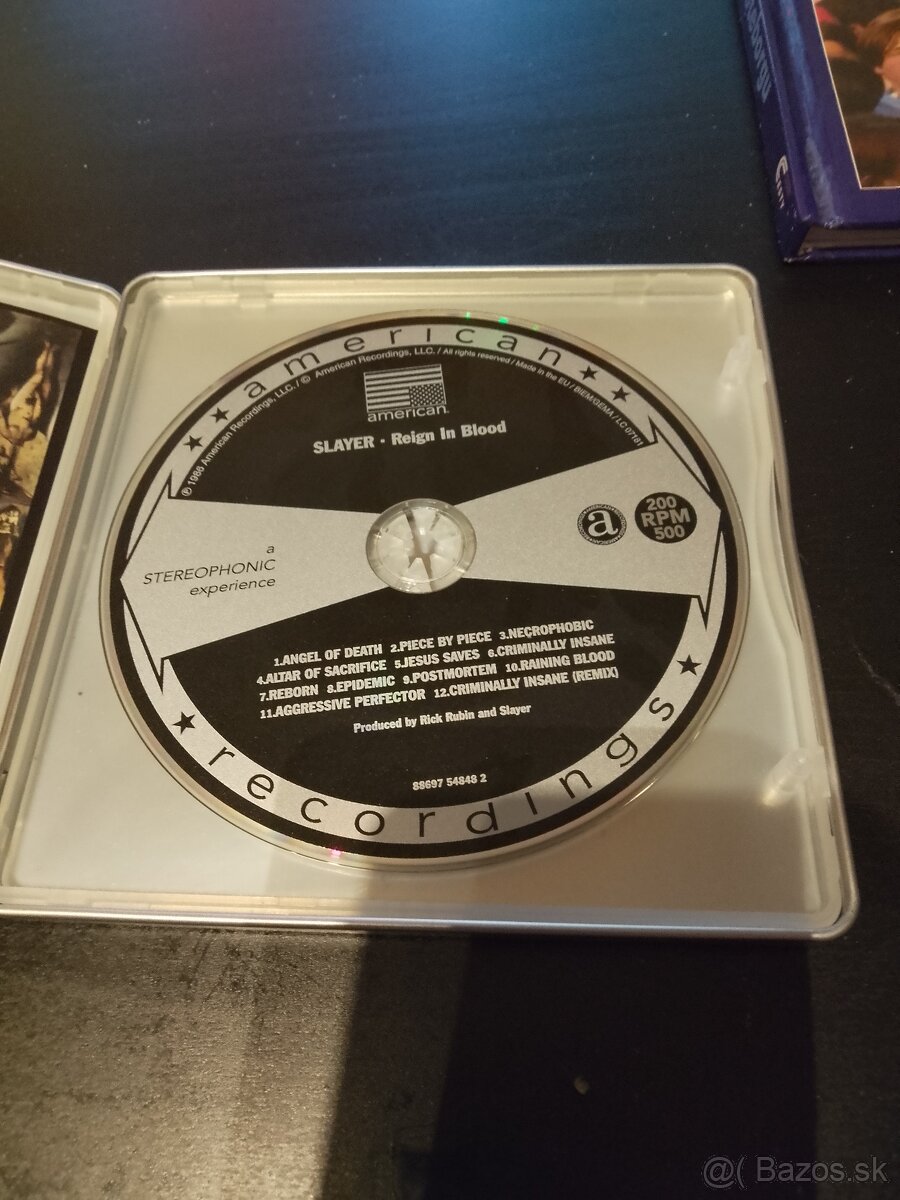 american
℗ 1986 American Recordings, LLC. / © American Recordings, LLC. / All rights reserved / Made in the EU / BIEM/GEMA / LC 07181
american
SLAYER · Reign In Blood
a
STEREOPHONIC
experience
a
200
RPM
500
1.ANGEL OF DEATH 2.PIECE BY PIECE 3.NECROPHOBIC
4.ALTAR OF SACRIFICE 5.JESUS SAVES 6.CRIMINALLY INSANE
7.REBORN 8.EPIDEMIC 9.POSTMORTEM 10.RAINING BLOOD
11.AGGRESSIVE PERFECTOR 12.CRIMINALLY INSANE (REMIX)
Produced by Rick Rubin and Slayer
88697 54848 2
recordings
@( Bazos.sk